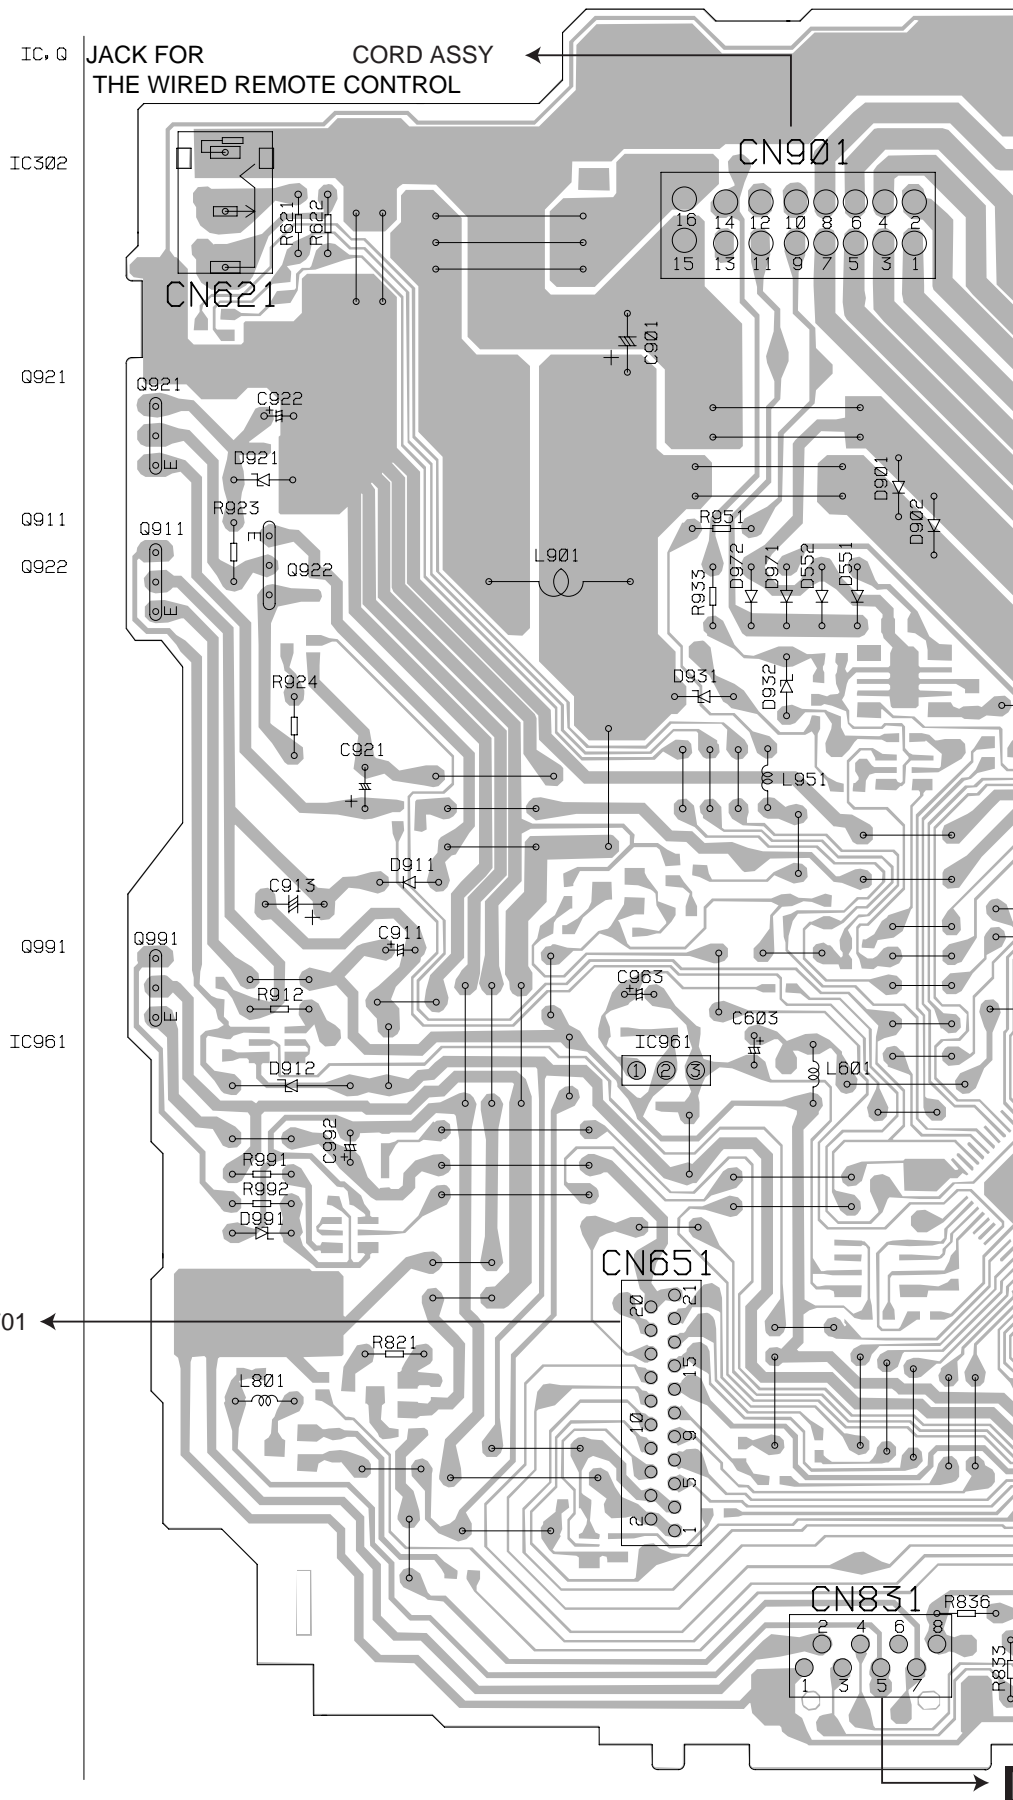 IC, Q
JACK FOR
CORD ASSY
THE WIRED REMOTE CONTROL
IC302
CN901
16 14 12 10 8 6 4 2
15 13 11 9 7 5 3 1
R621
R622
CN621
C901
Q921
Q921
C922
E
D921
D901
D902
R923
Q911
Q911
E
R951
Q922
Q922
L901
D972
D971
D552
D551
R933
E
R924
D931
D932
C921
L951
D911
C913
C911
Q991
Q991
C963
R912
E
C603
IC961
IC961
1 2 3
L601
D912
C992
R991
R992
D991
CN651
20
21
01
R821
15
L801
10
9
5
2
1
CN831
R836
2 4 6 8
1 3 5 7
R833